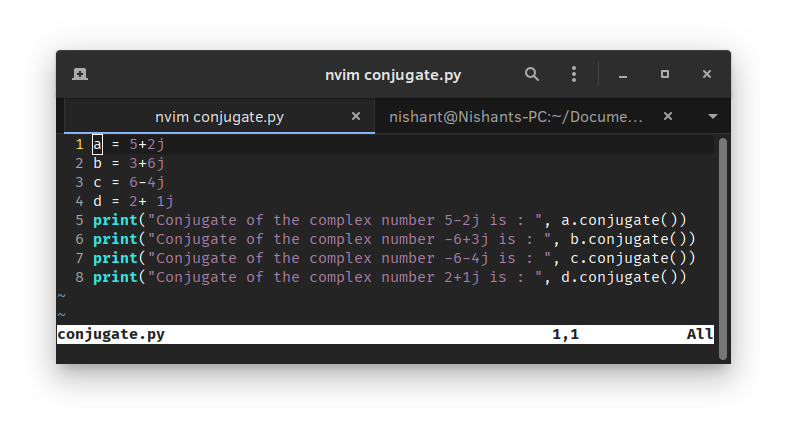 nvim conjugate.py
nvim conjugate.py nishant@Nishants-PC:~/Docume...
1 a = 5+2j
2 b = 3+6j
3 c = 6-4j
4 d = 2+ 1j
5 print("Conjugate of the complex number 5-2j is : ", a.conjugate())
6 print("Conjugate of the complex number -6+3j is : ", b.conjugate())
7 print("Conjugate of the complex number -6-4j is : ", c.conjugate())
8 print("Conjugate of the complex number 2+1j is : ", d.conjugate())
~
~
conjugate.py 1,1 All